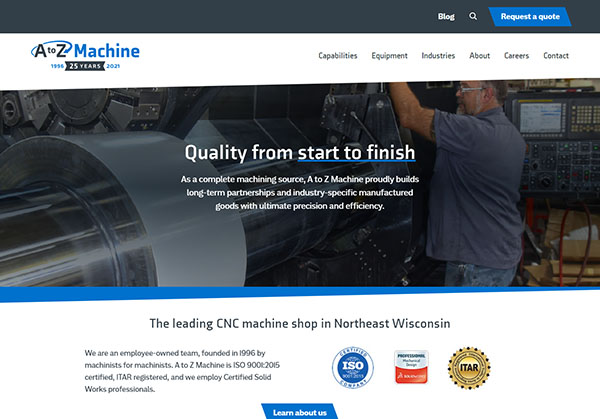 Blog Request a quote
A to Z Machine
1996 25 YEARS 2021
Capabilities Equipment Industries About Careers Contact
Quality from start to finish
As a complete machining source, A to Z Machine proudly builds
long-term partnerships and industry-specific manufactured
goods with ultimate precision and efficiency.
The leading CNC machine shop in Northeast Wisconsin
We are an employee-owned team, founded in 1996 by
machinists for machinists. A to Z Machine is ISO 9001:2015
certified, ITAR registered, and we employ Certified Solid
Works professionals.
CERTIFIED
ISO
9001:2015
COMPANY
PROFESSIONAL
Mechanical
Design
SOLIDWORKS
ITAR
Learn about us